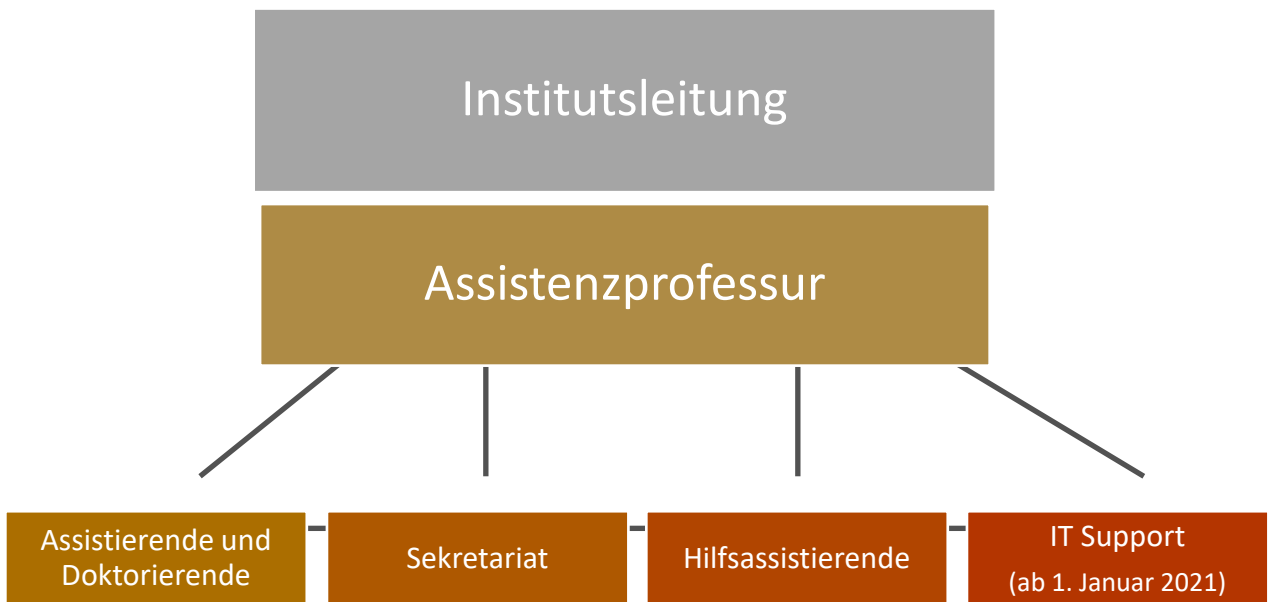 Institutsleitung
Assistenzprofessur
Assistierende und
Doktorierende
Sekretariat
Hilfsassistierende
IT Support
(ab 1. Januar 2021)